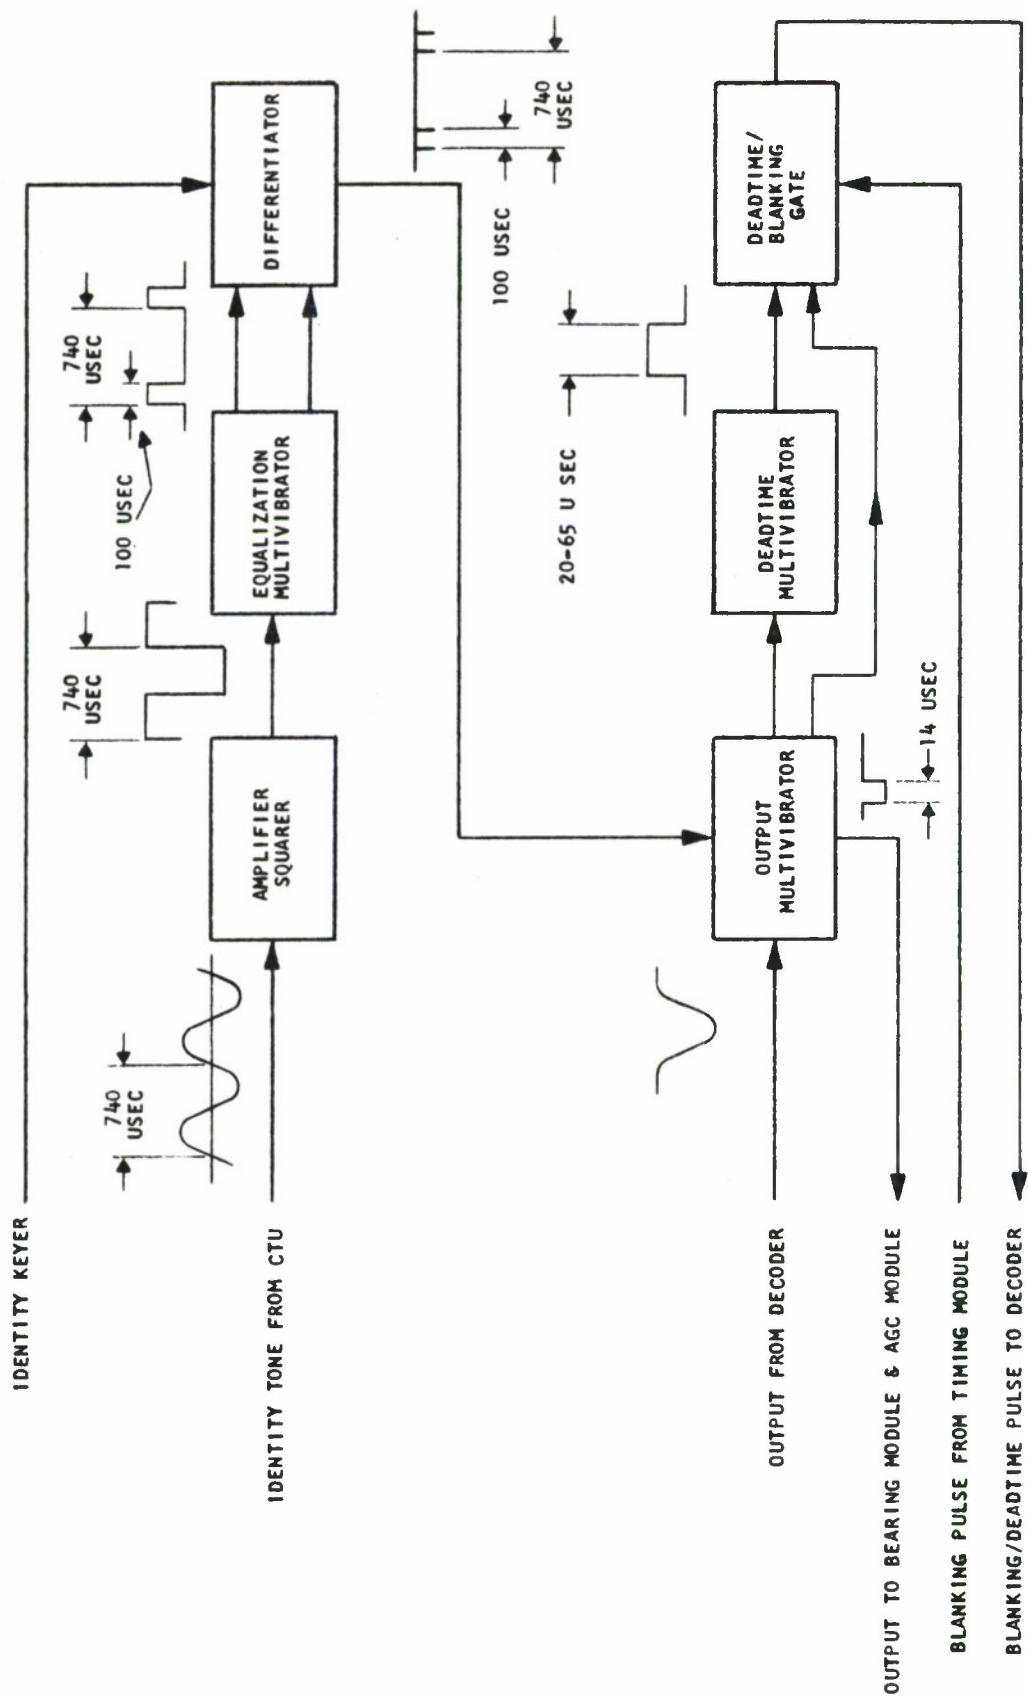 IDENTITY KEYER
IDENTITY TONE FROM CTU
740
USEC
AMPLIFIER
SQUARER
740
USEC
EQUALIZATION
MULTIVIBRATOR
100 USEC
740
USEC
DIFFERENTIATOR
100 USEC
740
USEC
OUTPUT FROM DECODER
OUTPUT
MULTIVIBRATOR
14 USEC
DEADTIME
MULTIVIBRATOR
20-65 U SEC
DEADTIME/
BLANKING
GATE
OUTPUT TO BEARING MODULE & AGC MODULE
BLANKING PULSE FROM TIMING MODULE
BLANKING/DEADTIME PULSE TO DECODER